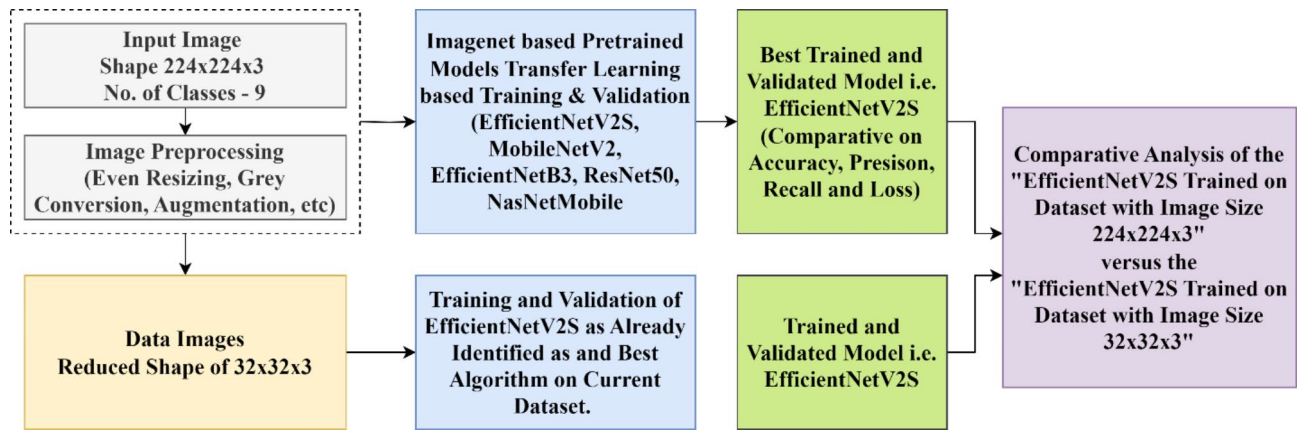 Input Image
Shape 224x224x3
No. of Classes - 9
Image Preprocessing
(Even Resizing, Grey
Conversion, Augmentation, etc)
Imagenet based Pretrained
Models Transfer Learning
based Training & Validation
(EfficientNetV2S,
MobileNetV2,
EfficientNetB3, ResNet50,
NasNetMobile
Best Trained and
Validated Model i.e.
EfficientNetV2S
(Comparative on
Accuracy, Presison,
Recall and Loss)
Data Images
Reduced Shape of 32x32x3
Training and Validation of
EfficientNetV2S as Already
Identified as and Best
Algorithm on Current
Dataset.
Trained and
Validated Model i.e.
EfficientNetV2S
Comparative Analysis of the
"EfficientNetV2S Trained on
Dataset with Image Size
224x224x3"
versus the
"EfficientNetV2S Trained on
Dataset with Image Size
32x32x3"